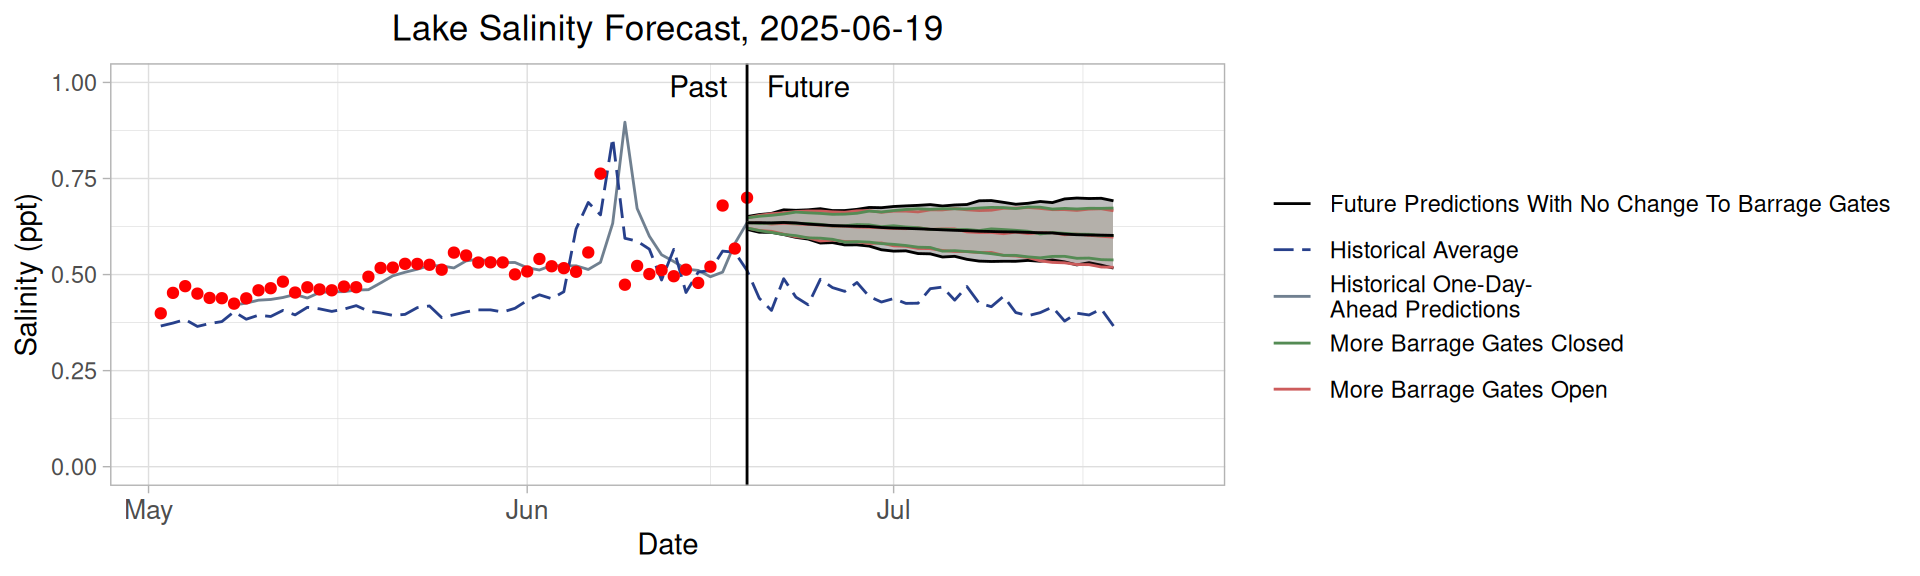 Lake Salinity Forecast, 2025-06-19
Past
Future
1.00
0.75
0.50
0.25
0.00
Salinity (ppt)
May
Jun
Jul
Date
Future Predictions With No Change To Barrage Gates
Historical Average
Historical One-Day-
Ahead Predictions
More Barrage Gates Closed
More Barrage Gates Open